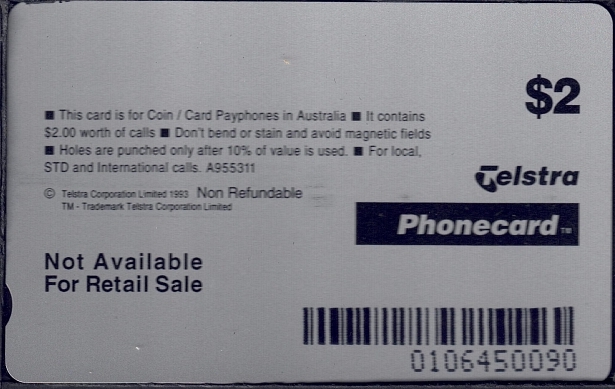 $2
■ This card is for Coin / Card Payphones in Australia ■ It contains
$2.00 worth of calls ■ Don't bend or stain and avoid magnetic fields
■ Holes are punched only after 10% of value is used. ■ For local,
STD and International calls. A955311
© Telstra Corporation Limited 1993 Non Refundable
TM - Trademark Telstra Corporation Limited
Telstra
Phonecard TM
Not Available
For Retail Sale
0106450090